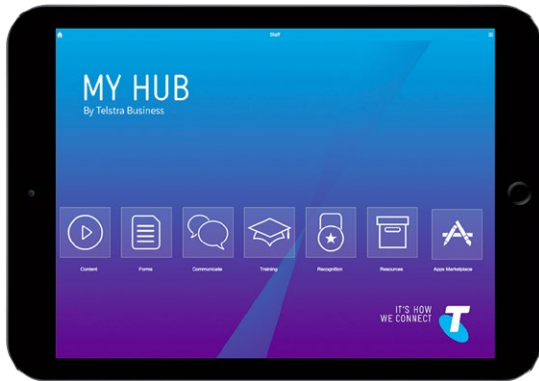 Staff
MY HUB
By Telstra Business
Content
Forms
Communicate
Training
Recognition
Resources
Apps Marketplace
IT'S HOW
WE CONNECT
T